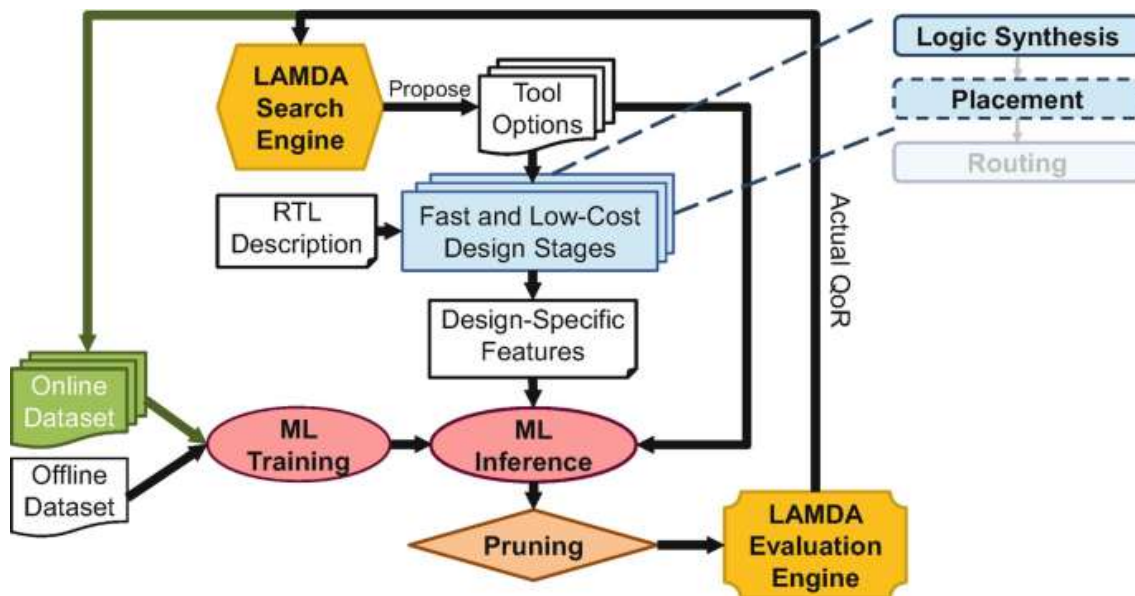 LAMDA
Search
Engine
Propose
Tool
Options
Logic Synthesis
Placement
Routing
RTL
Description
Fast and Low-Cost
Design Stages
Actual QoR
Design-Specific
Features
Online
Dataset
Offline
Dataset
ML
Training
ML
Inference
Pruning
LAMDA
Evaluation
Engine